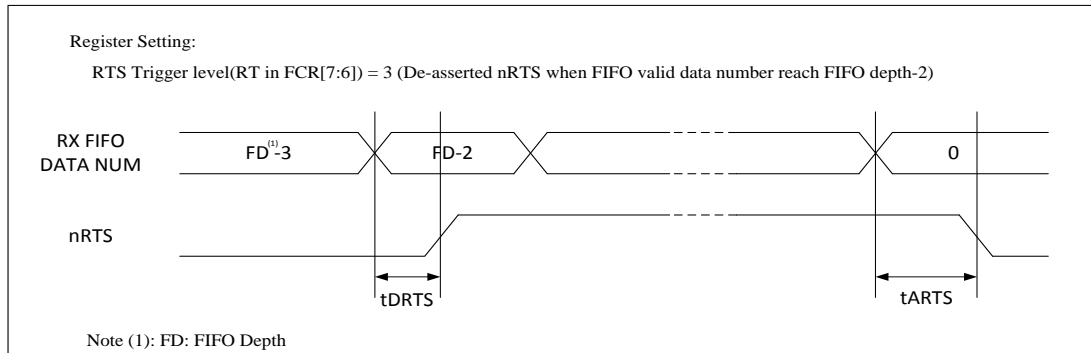 Register Setting:
RTS Trigger level(RT in FCR[7:6]) = 3 (De-asserted nRTS when FIFO valid data number reach FIFO depth-2)
RX FIFO
DATA NUM
FD(1)-3
FD-2
0
nRTS
tDRTS
tARTS
Note (1): FD: FIFO Depth